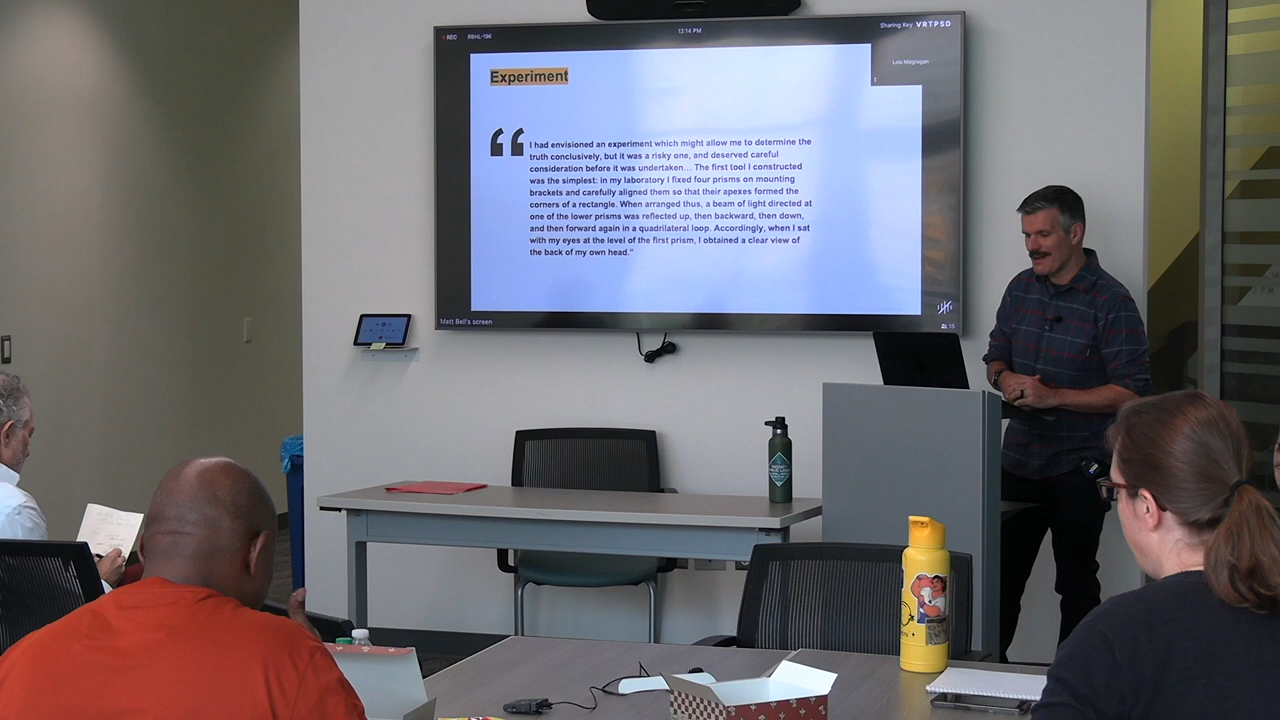 REC
RBHL-196
12:14 PM
Sharing Key VRTPSD
Lois Magrogan
1
Experiment
“
I had envisioned an experiment which might allow me to determine the
truth conclusively, but it was a risky one, and deserved careful
consideration before it was undertaken… The first tool I constructed
was the simplest: in my laboratory I fixed four prisms on mounting
brackets and carefully aligned them so that their apexes formed the
corners of a rectangle. When arranged thus, a beam of light directed at
one of the lower prisms was reflected up, then backward, then down,
and then forward again in a quadrilateral loop. Accordingly, when I sat
with my eyes at the level of the first prism, I obtained a clear view of
the back of my own head."
Matt Bell's screen
15